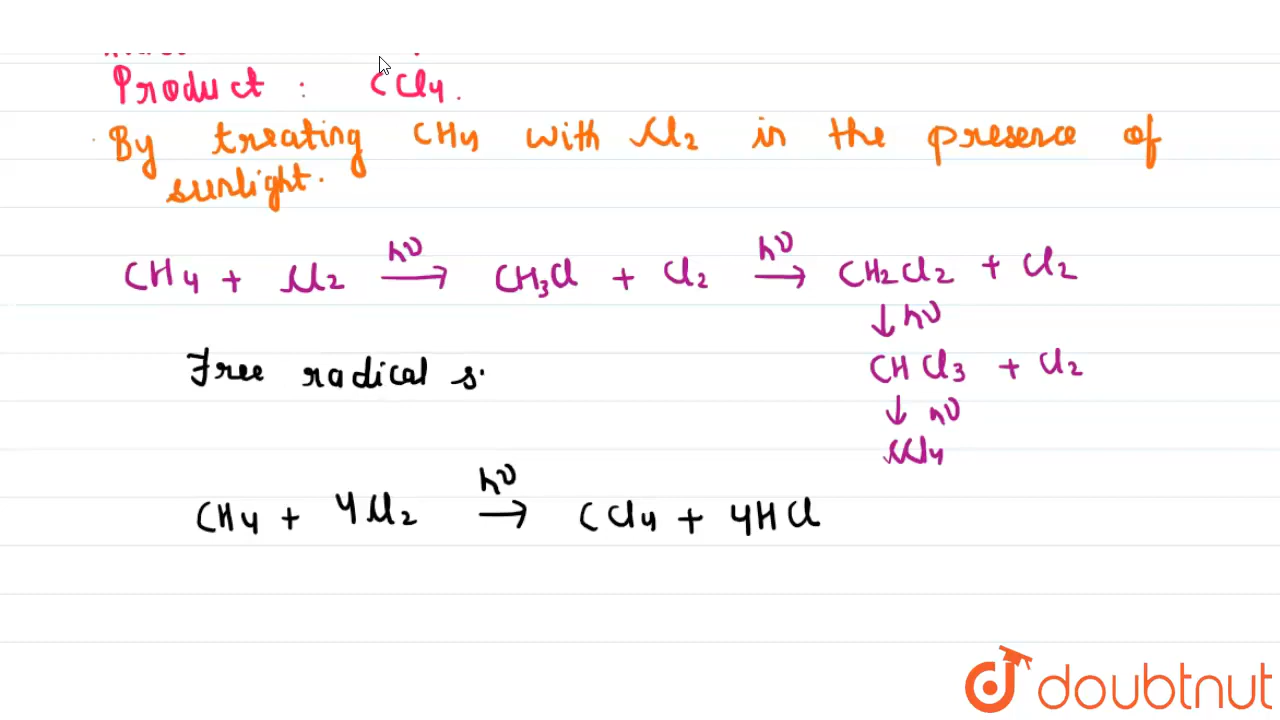 Product : CCl4.
By treating CH4 with Cl2 in the presence of
sunlight.
CH4 + Cl2 hν → CH3Cl + Cl2 hν → CH2Cl2 + Cl2
↓ hν
Free radical s. CHCl3 + Cl2
↓ hν
CCl4
CH4 + 4Cl2 hν → CCl4 + 4HCl
doubtnut